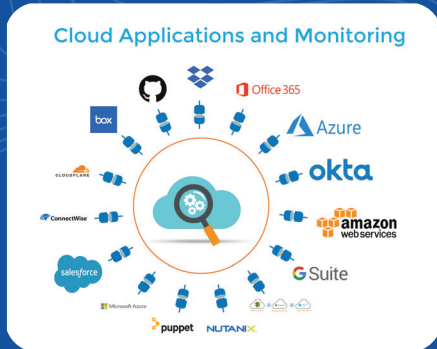 Cloud Applications and Monitoring
Office 365
box
Azure
CLOUDFLARE
okta
ConnectWise
amazon
web services
salesforce
G Suite
Microsoft Azure
puppet
NUTANIX